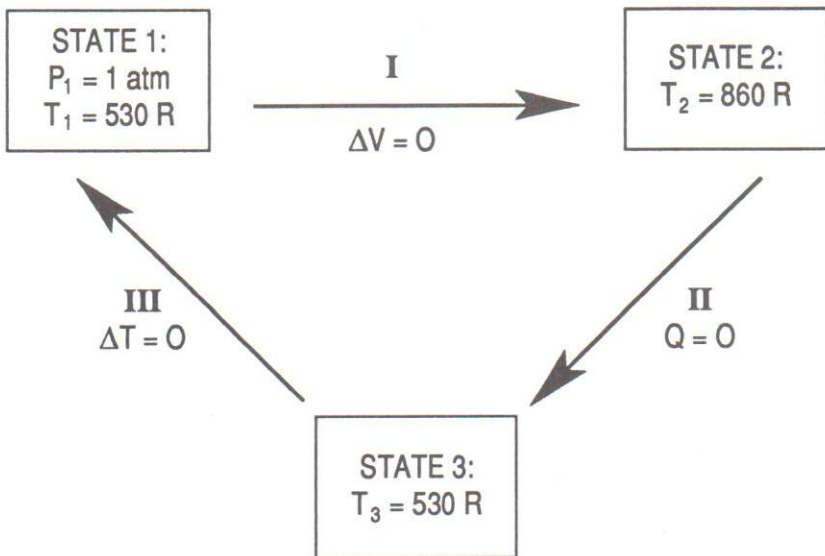 STATE 1:
P₁ = 1 atm
T₁ = 530 R
I
ΔV = O
STATE 2:
T₂ = 860 R
III
ΔT = O
II
Q = O
STATE 3:
T₃ = 530 R